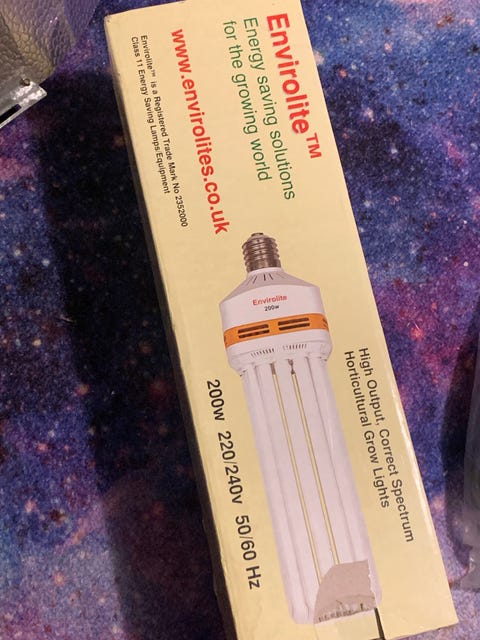 Envirolite™
Energy saving solutions
for the growing world
www.envirolites.co.uk
Envirolite™ is a Registered Trade Mark No 2352000
Class 11 Energy Saving Lamps/Equipment
Envirolite
200w
High Output, Correct Spectrum
Horticultural Grow Lights
200w 220/240v 50/60 Hz